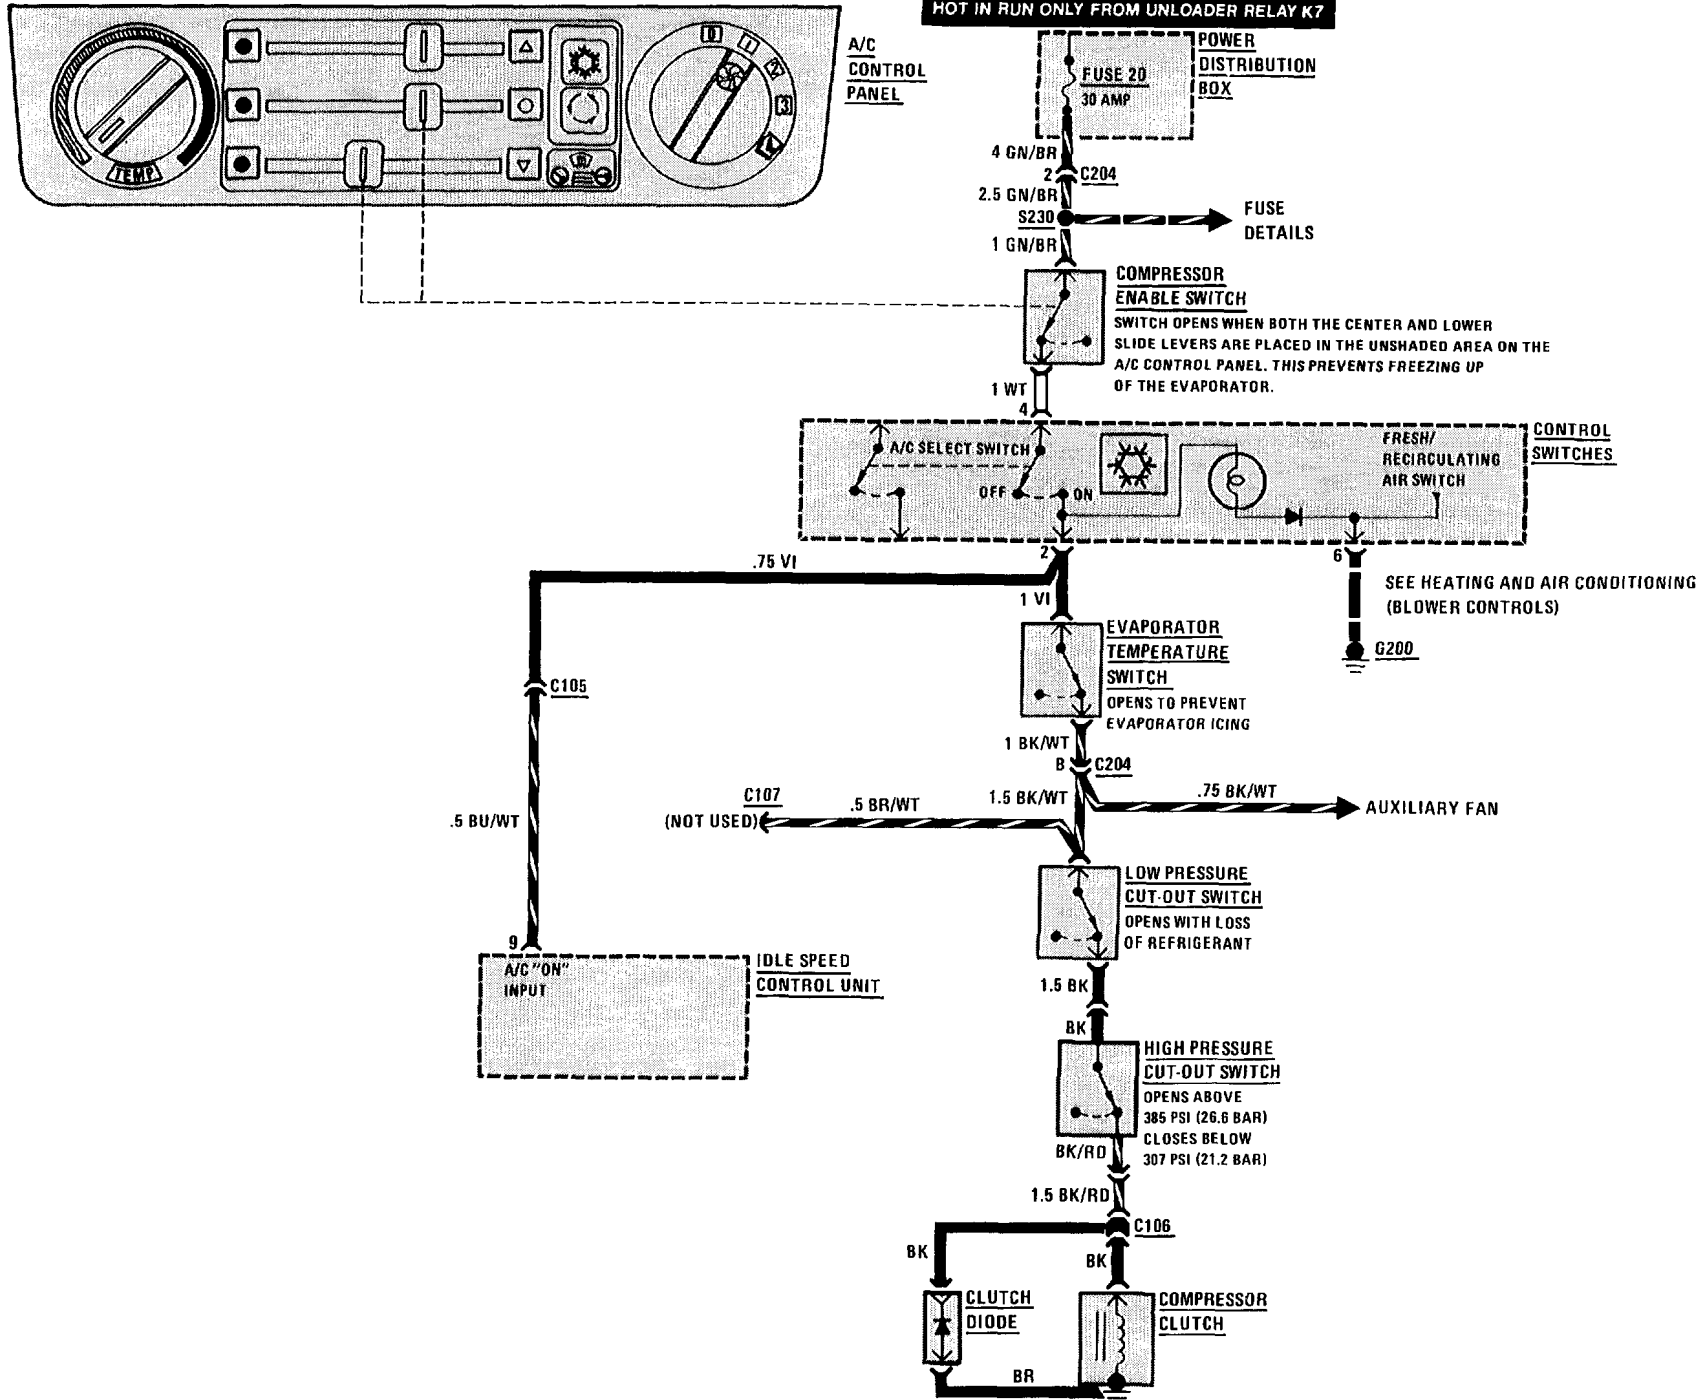 HOT IN RUN ONLY FROM UNLOADER RELAY K7
A/C
CONTROL
PANEL
0
1
2
3
4
TEMP
POWER
DISTRIBUTION
BOX
FUSE 20
30 AMP
4 GN/BR
2
C204
2.5 GN/BR
S230
FUSE
DETAILS
1 GN/BR
COMPRESSOR
ENABLE SWITCH
SWITCH OPENS WHEN BOTH THE CENTER AND LOWER
SLIDE LEVERS ARE PLACED IN THE UNSHADED AREA ON THE
A/C CONTROL PANEL. THIS PREVENTS FREEZING UP
OF THE EVAPORATOR.
1 WT
4
CONTROL
SWITCHES
A/C SELECT SWITCH
OFF
ON
FRESH/
RECIRCULATING
AIR SWITCH
2
6
.75 VI
1 VI
SEE HEATING AND AIR CONDITIONING
(BLOWER CONTROLS)
G200
EVAPORATOR
TEMPERATURE
SWITCH
OPENS TO PREVENT
EVAPORATOR ICING
C105
1 BK/WT
B
C204
1.5 BK/WT
.75 BK/WT
AUXILIARY FAN
C107
(NOT USED)
.5 BR/WT
.5 BU/WT
LOW PRESSURE
CUT-OUT SWITCH
OPENS WITH LOSS
OF REFRIGERANT
9
A/C "ON"
INPUT
IDLE SPEED
CONTROL UNIT
1.5 BK
BK
HIGH PRESSURE
CUT-OUT SWITCH
OPENS ABOVE
385 PSI (26.6 BAR)
CLOSES BELOW
307 PSI (21.2 BAR)
BK/RD
1.5 BK/RD
C106
BK
BK
CLUTCH
DIODE
COMPRESSOR
CLUTCH
BR